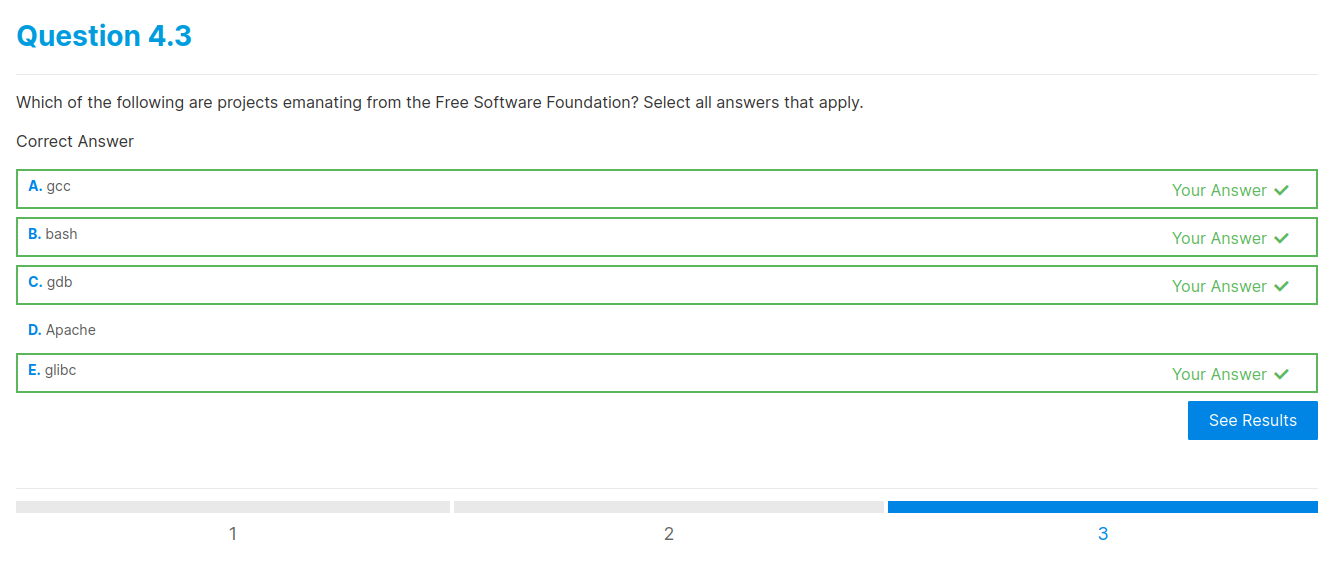 Question 4.3
Which of the following are projects emanating from the Free Software Foundation? Select all answers that apply.
Correct Answer
A. gcc Your Answer
B. bash Your Answer
C. gdb Your Answer
D. Apache
E. glibc Your Answer
See Results
1 2 3